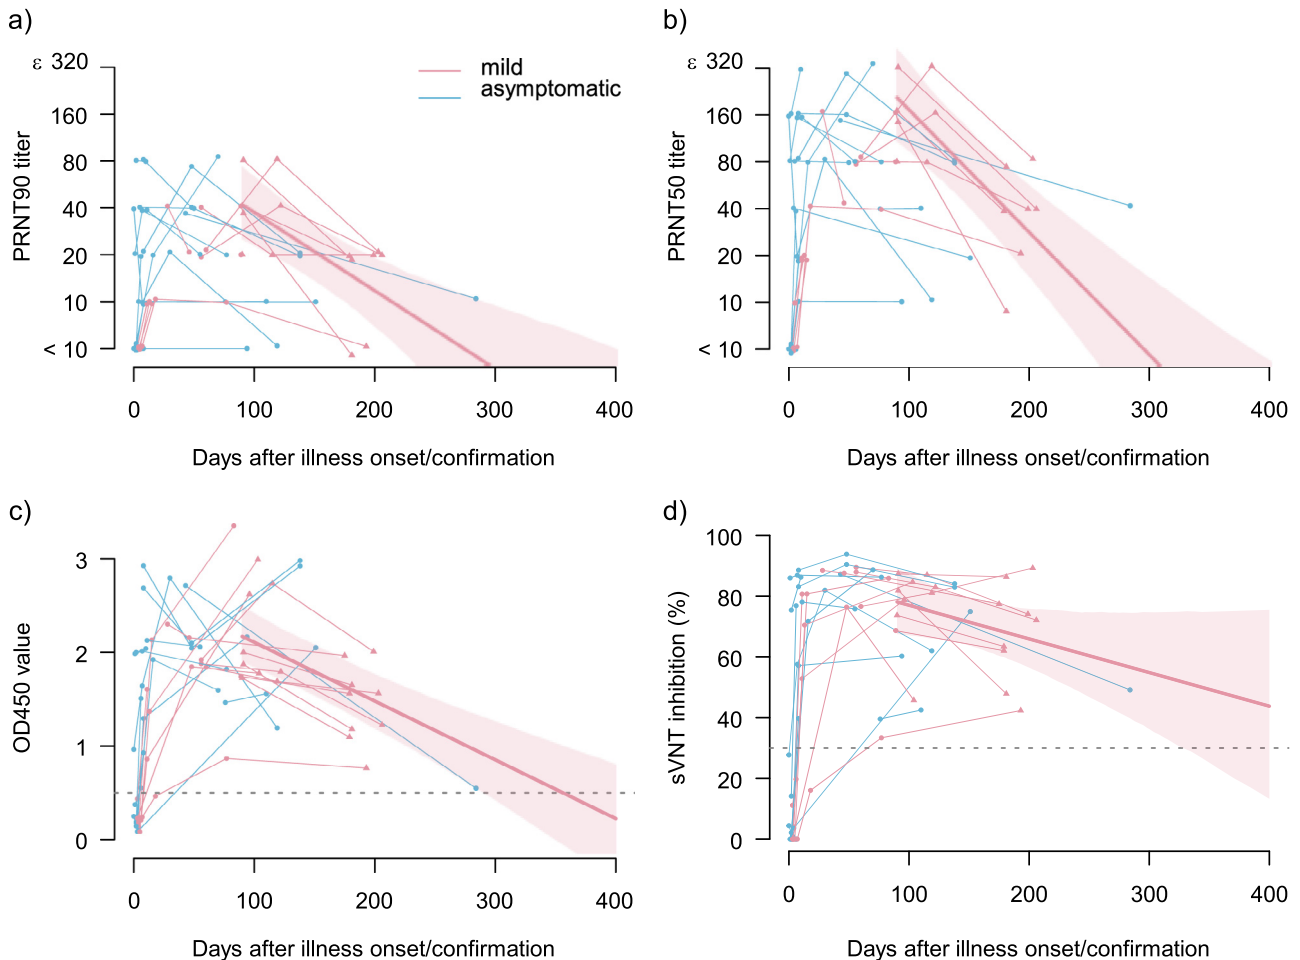 a)
ε 320
160
80
40
20
10
< 10
PRNT90 titer
mild
asymptomatic
0 100 200 300 400
Days after illness onset/confirmation
b)
ε 320
160
80
40
20
10
< 10
PRNT50 titer
0 100 200 300 400
Days after illness onset/confirmation
c)
3
2
1
0
OD450 value
0 100 200 300 400
Days after illness onset/confirmation
d)
100
80
60
40
20
0
sVNT inhibition (%)
0 100 200 300 400
Days after illness onset/confirmation